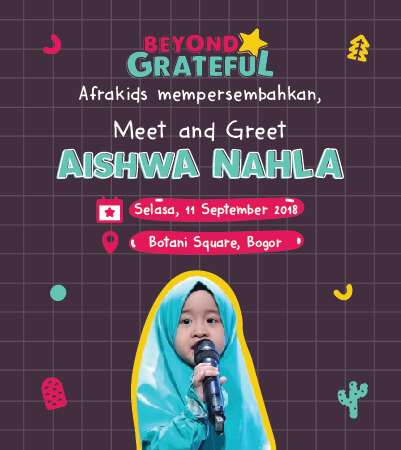 BEYOND
GRATEFUL
Afrakids mempersembahkan,
Meet and Greet
AISHWA NAHLA
Selasa, 11 September 2018
Botani Square, Bogor